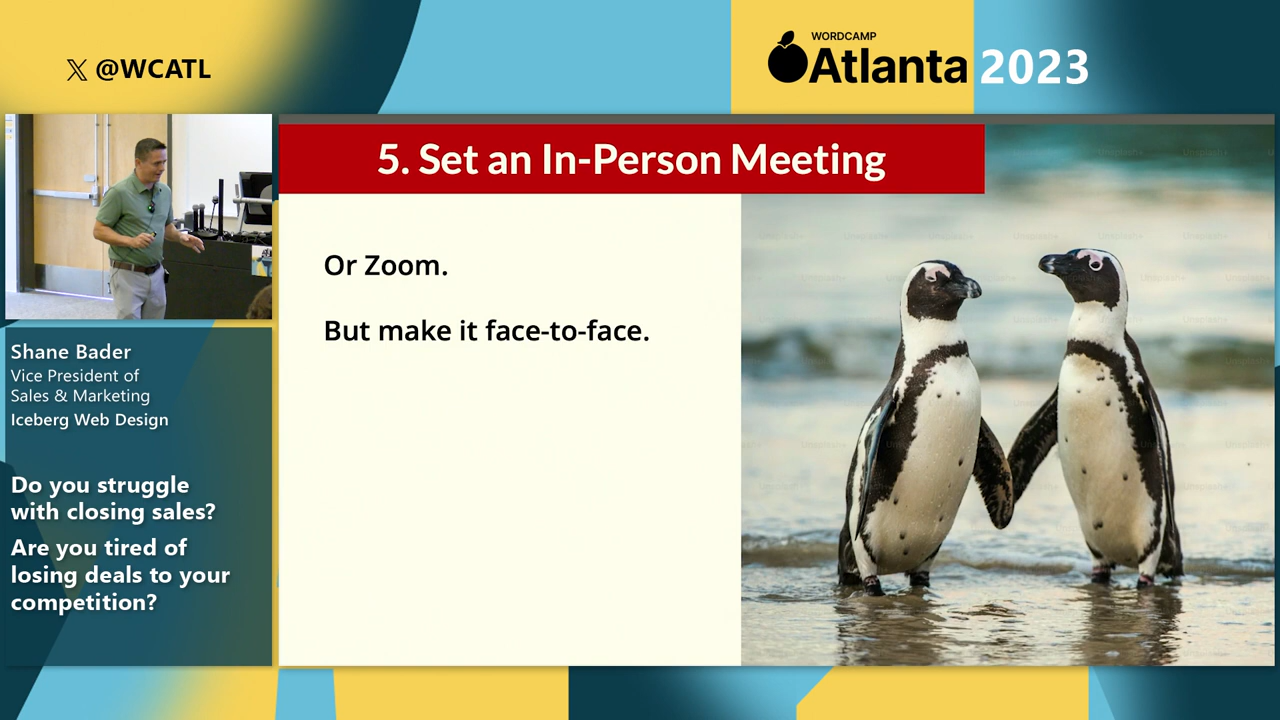 𝕏 @WCATL
WORDCAMP
Atlanta 2023
5. Set an In-Person Meeting
Or Zoom.
But make it face-to-face.
Shane Bader
Vice President of
Sales & Marketing
Iceberg Web Design
Do you struggle
with closing sales?
Are you tired of
losing deals to your
competition?